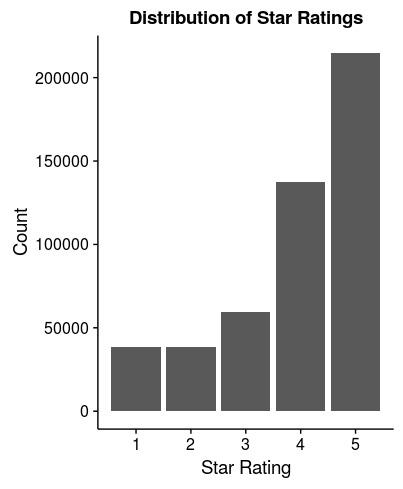 Distribution of Star Ratings
Count
200000
150000
100000
50000
0
1 2 3 4 5
Star Rating